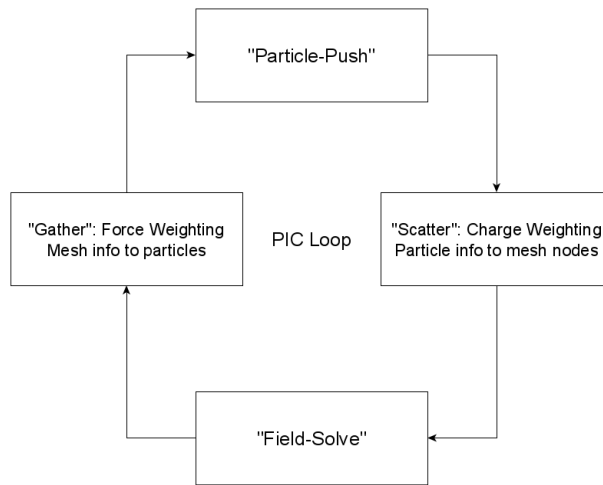 "Particle-Push"
"Gather": Force Weighting
Mesh info to particles
PIC Loop
"Scatter": Charge Weighting
Particle info to mesh nodes
"Field-Solve"